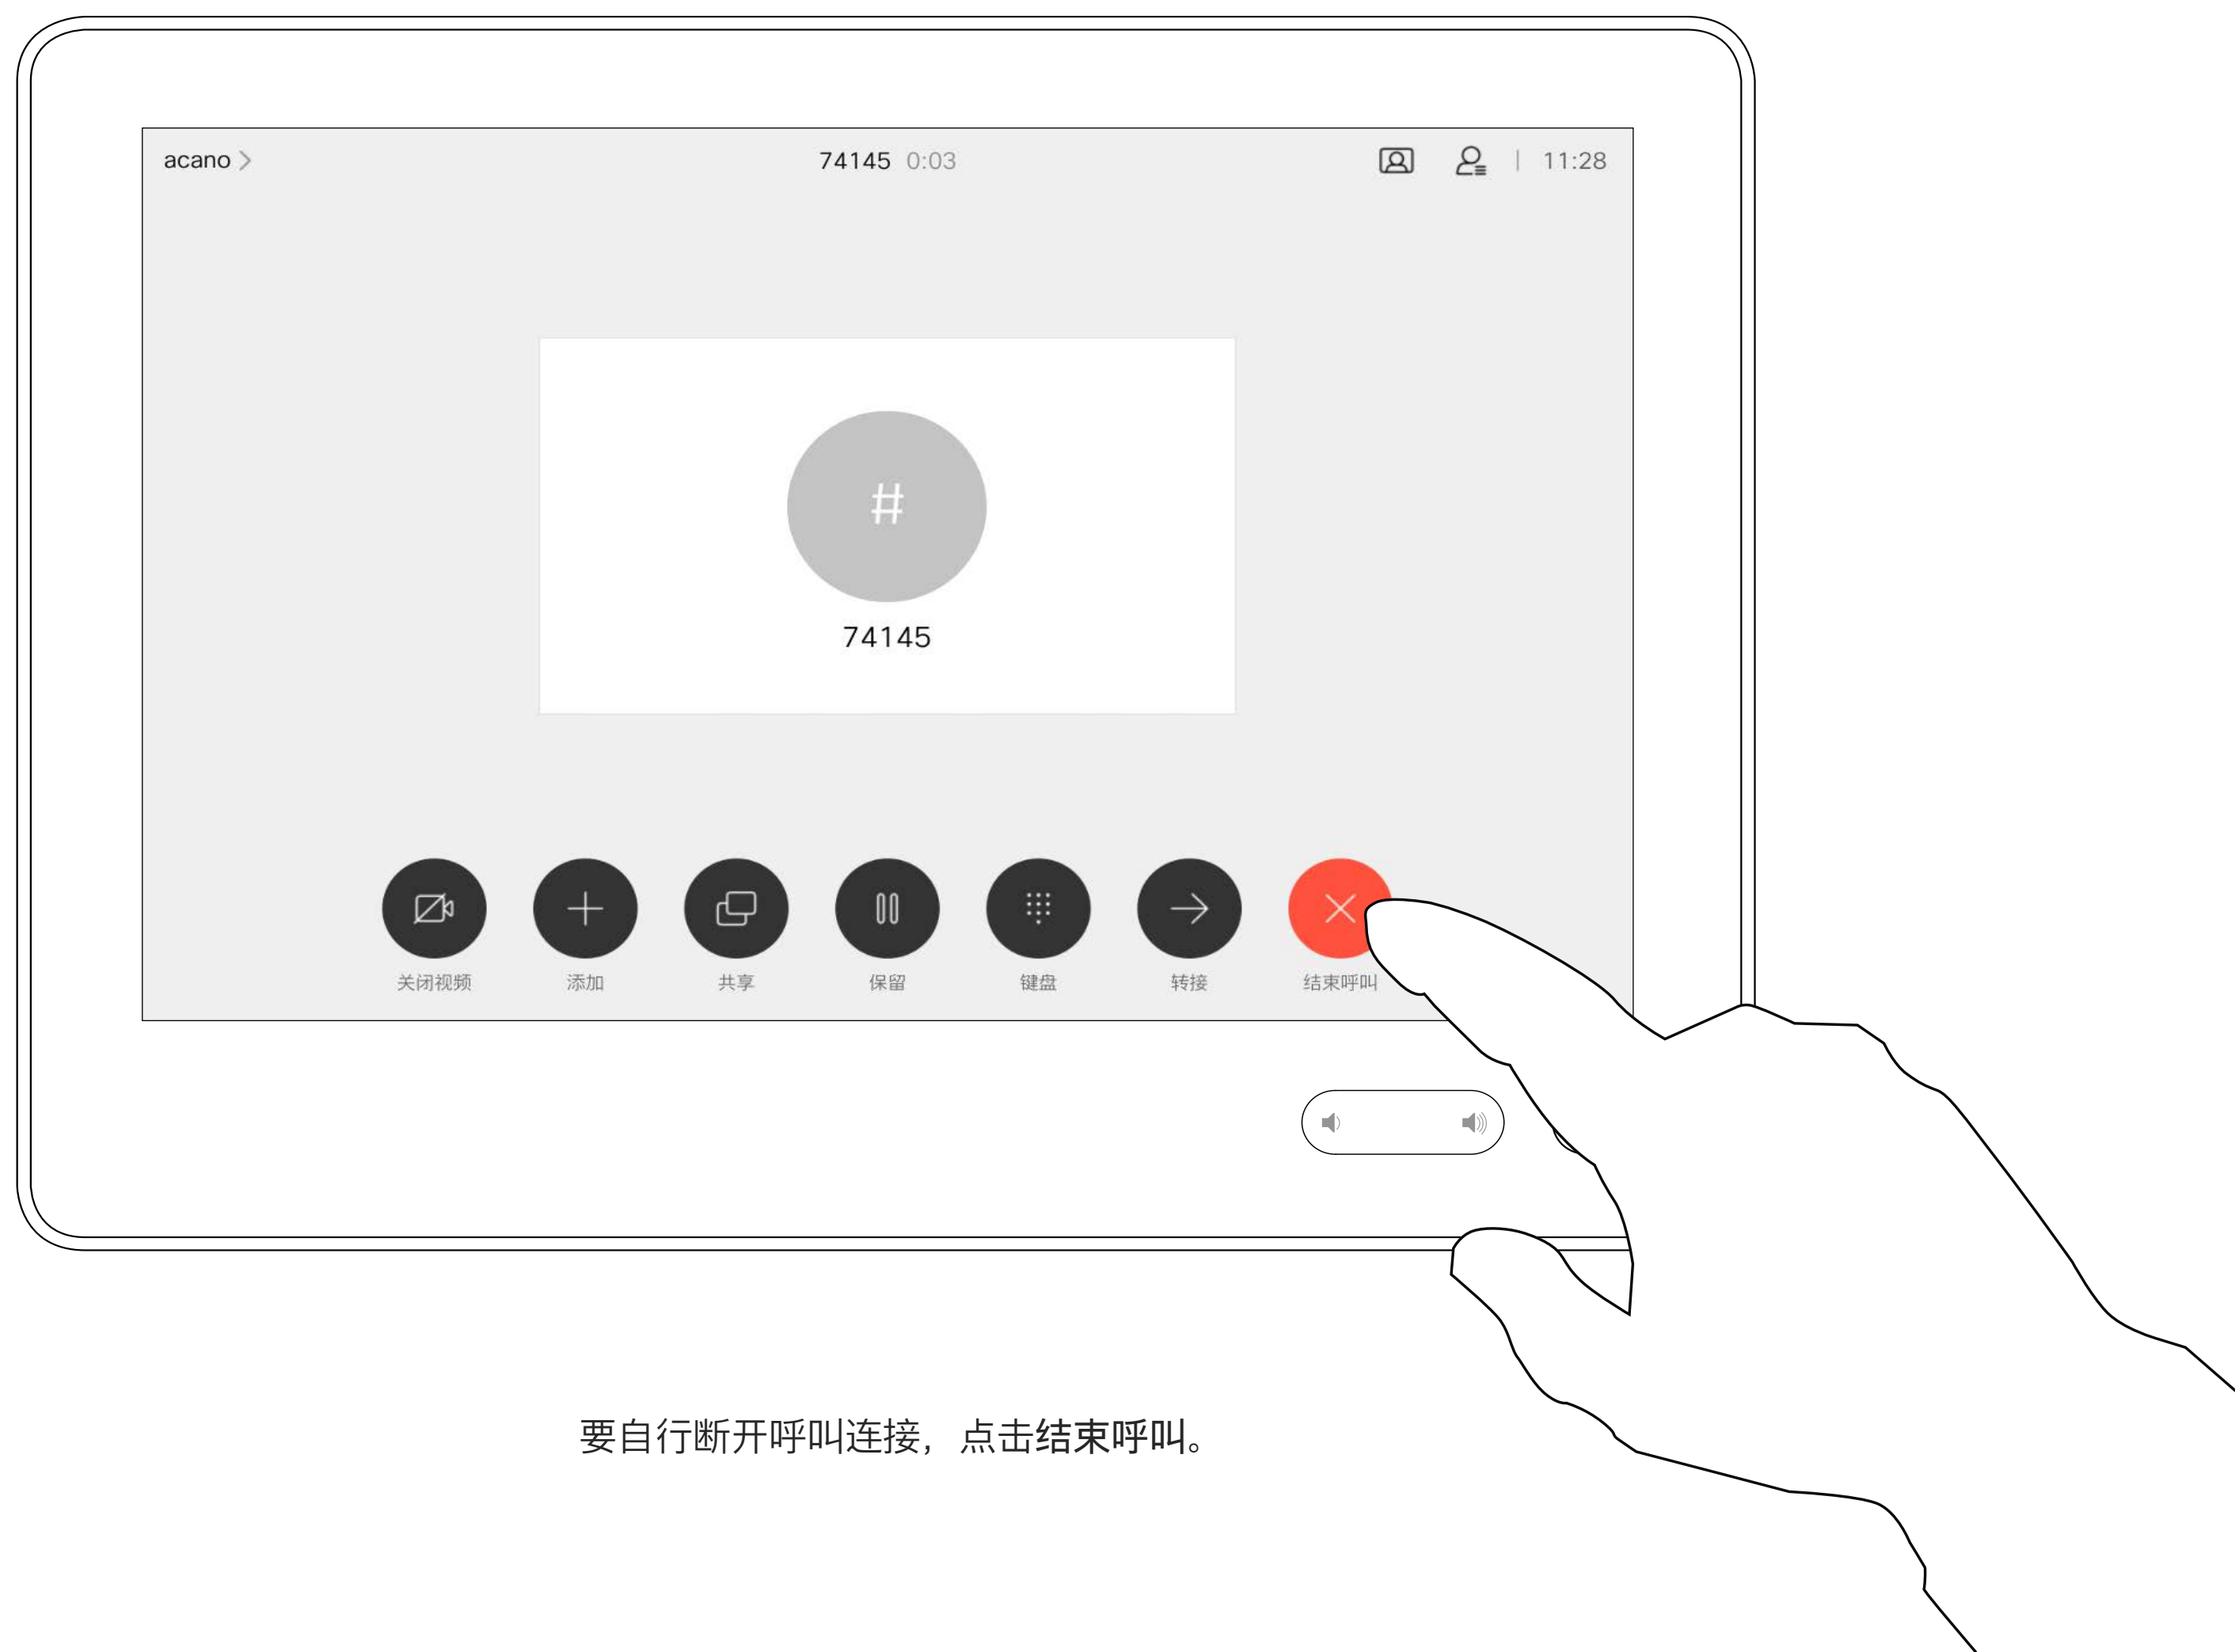 acano
74145 0:03
11:28
#
74145
关闭视频 添加 共享 保留 键盘 转接 结束呼叫
要自行断开呼叫连接，点击结束呼叫。